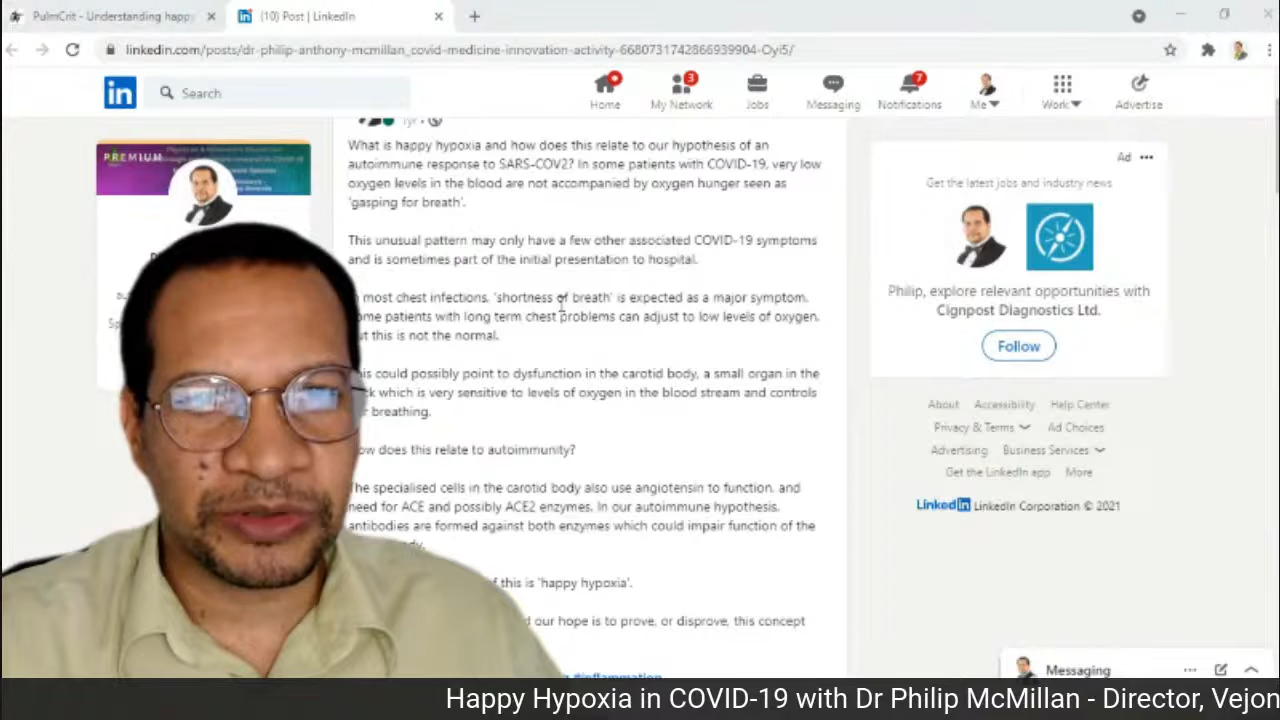 PulmCrit - Understanding happy
(10) Post | LinkedIn
linkedin.com/posts/dr-philip-anthony-mcmillan_covid-medicine-innovation-activity-6680731742866939904-Oyi5/
in
Search
Home
3
My Network
Jobs
Messaging
7
Notifications
Me
Work
Advertise
PREMIUM
1yr
What is happy hypoxia and how does this relate to our hypothesis of an
autoimmune response to SARS-COV2? In some patients with COVID-19, very low
oxygen levels in the blood are not accompanied by oxygen hunger seen as
'gasping for breath'.
This unusual pattern may only have a few other associated COVID-19 symptoms
and is sometimes part of the initial presentation to hospital.
most chest infections, 'shortness of breath' is expected as a major symptom.
ome patients with long term chest problems can adjust to low levels of oxygen,
ut this is not the normal.
is could possibly point to dysfunction in the carotid body, a small organ in the
ck which is very sensitive to levels of oxygen in the blood stream and controls
r breathing.
ow does this relate to autoimmunity?
The specialised cells in the carotid body also use angiotensin to function, and
need for ACE and possibly ACE2 enzymes. In our autoimmune hypothesis,
antibodies are formed against both enzymes which could impair function of the
f this is 'happy hypoxia'.
d our hope is to prove, or disprove, this concept
#inflammation
Ad
Get the latest jobs and industry news
Philip, explore relevant opportunities with
Cignpost Diagnostics Ltd.
Follow
About Accessibility Help Center
Privacy & Terms Ad Choices
Advertising Business Services
Get the LinkedIn app More
LinkedIn LinkedIn Corporation © 2021
Messaging
Happy Hypoxia in COVID-19 with Dr Philip McMillan - Director, Vejon